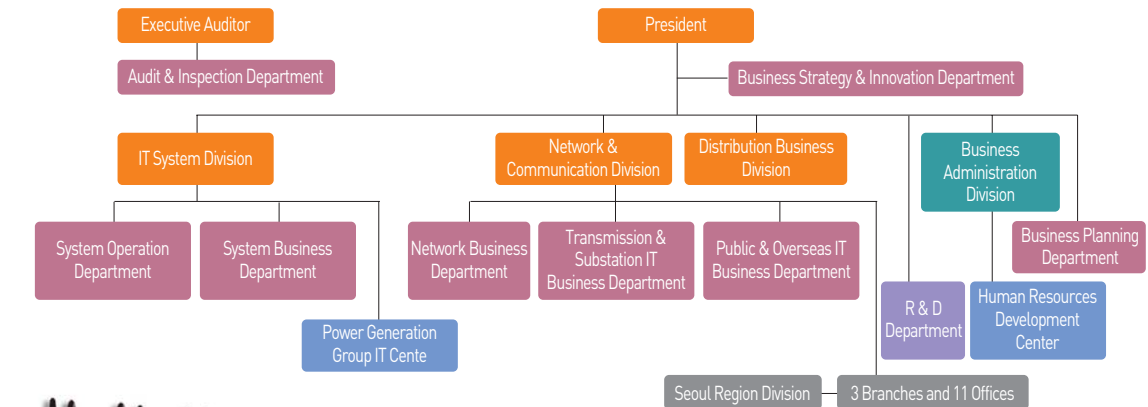 Executive Auditor
President
Audit & Inspection Department
Business Strategy & Innovation Department
IT System Division
Network &
Communication Division
Distribution Business
Division
Business
Administration
Division
System Operation
Department
System Business
Department
Network Business
Department
Transmission &
Substation IT
Business Department
Public & Overseas IT
Business Department
Business Planning
Department
Power Generation
Group IT Cente
R & D
Department
Human Resources
Development
Center
Seoul Region Division
3 Branches and 11 Offices